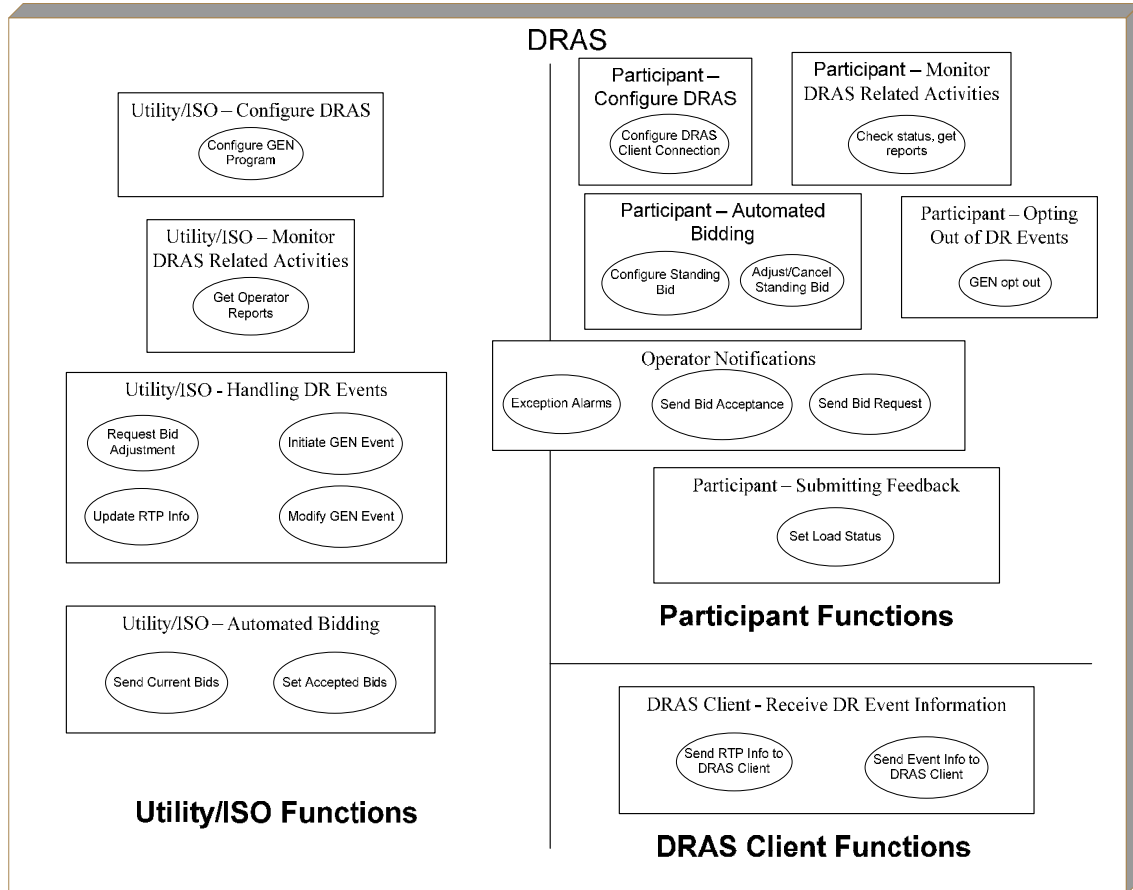 DRAS
Utility/ISO – Configure DRAS
Configure GEN
Program
Utility/ISO – Monitor
DRAS Related Activities
Get Operator
Reports
Utility/ISO - Handling DR Events
Request Bid
Adjustment
Initiate GEN Event
Update RTP Info
Modify GEN Event
Utility/ISO – Automated Bidding
Send Current Bids
Set Accepted Bids
Utility/ISO Functions
Participant –
Configure DRAS
Configure DRAS
Client Connection
Participant – Monitor
DRAS Related Activities
Check status, get
reports
Participant – Automated
Bidding
Configure Standing
Bid
Adjust/Cancel
Standing Bid
Participant – Opting
Out of DR Events
GEN opt out
Operator Notifications
Exception Alarms
Send Bid Acceptance
Send Bid Request
Participant – Submitting Feedback
Set Load Status
Participant Functions
DRAS Client - Receive DR Event Information
Send RTP Info to
DRAS Client
Send Event Info to
DRAS Client
DRAS Client Functions